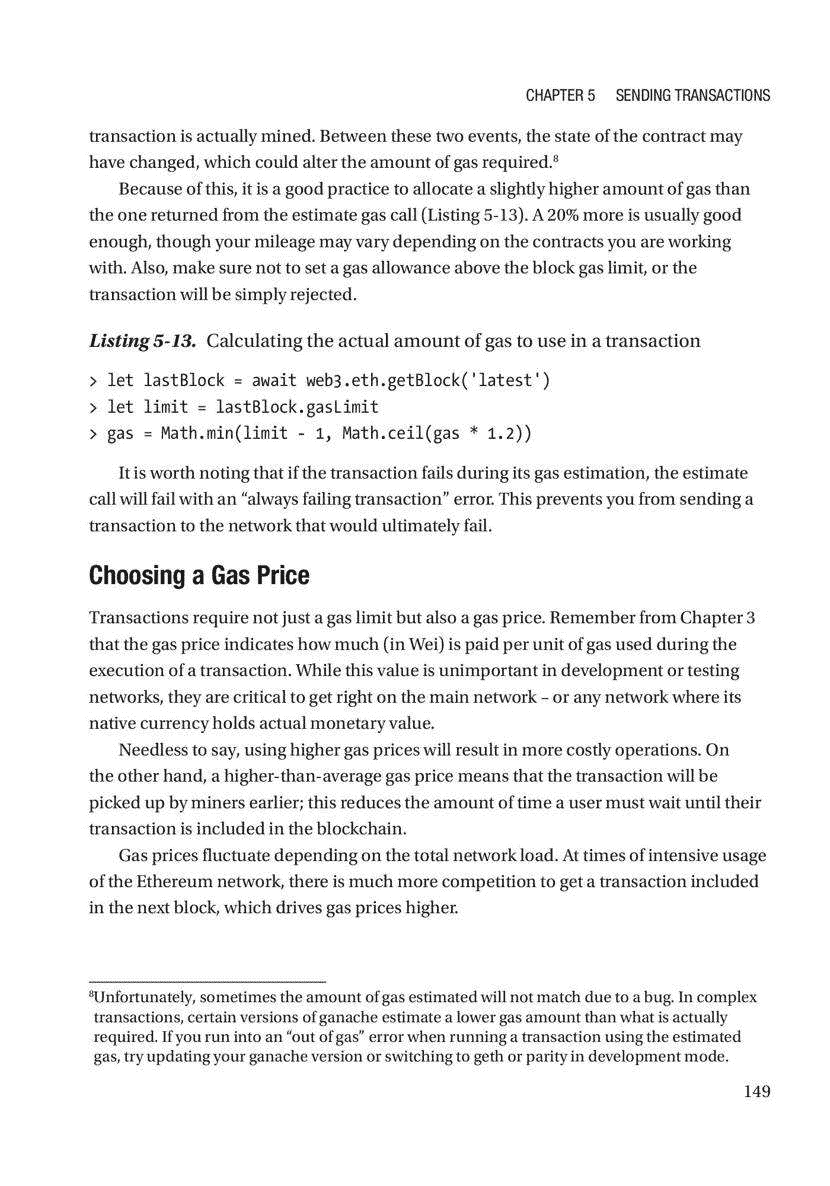 CHAPTER 5 SENDING TRANSACTIONS
transaction is actually mined. Between these two events, the state of the contract may
have changed, which could alter the amount of gas required.⁸
Because of this, it is a good practice to allocate a slightly higher amount of gas than
the one returned from the estimate gas call (Listing 5-13). A 20% more is usually good
enough, though your mileage may vary depending on the contracts you are working
with. Also, make sure not to set a gas allowance above the block gas limit, or the
transaction will be simply rejected.
Listing 5-13. Calculating the actual amount of gas to use in a transaction
> let lastBlock = await web3.eth.getBlock('latest')
> let limit = lastBlock.gasLimit
> gas = Math.min(limit - 1, Math.ceil(gas * 1.2))
It is worth noting that if the transaction fails during its gas estimation, the estimate
call will fail with an “always failing transaction” error. This prevents you from sending a
transaction to the network that would ultimately fail.
Choosing a Gas Price
Transactions require not just a gas limit but also a gas price. Remember from Chapter 3
that the gas price indicates how much (in Wei) is paid per unit of gas used during the
execution of a transaction. While this value is unimportant in development or testing
networks, they are critical to get right on the main network – or any network where its
native currency holds actual monetary value.
Needless to say, using higher gas prices will result in more costly operations. On
the other hand, a higher-than-average gas price means that the transaction will be
picked up by miners earlier; this reduces the amount of time a user must wait until their
transaction is included in the blockchain.
Gas prices fluctuate depending on the total network load. At times of intensive usage
of the Ethereum network, there is much more competition to get a transaction included
in the next block, which drives gas prices higher.
⁸Unfortunately, sometimes the amount of gas estimated will not match due to a bug. In complex
transactions, certain versions of ganache estimate a lower gas amount than what is actually
required. If you run into an “out of gas” error when running a transaction using the estimated
gas, try updating your ganache version or switching to geth or parity in development mode.
149